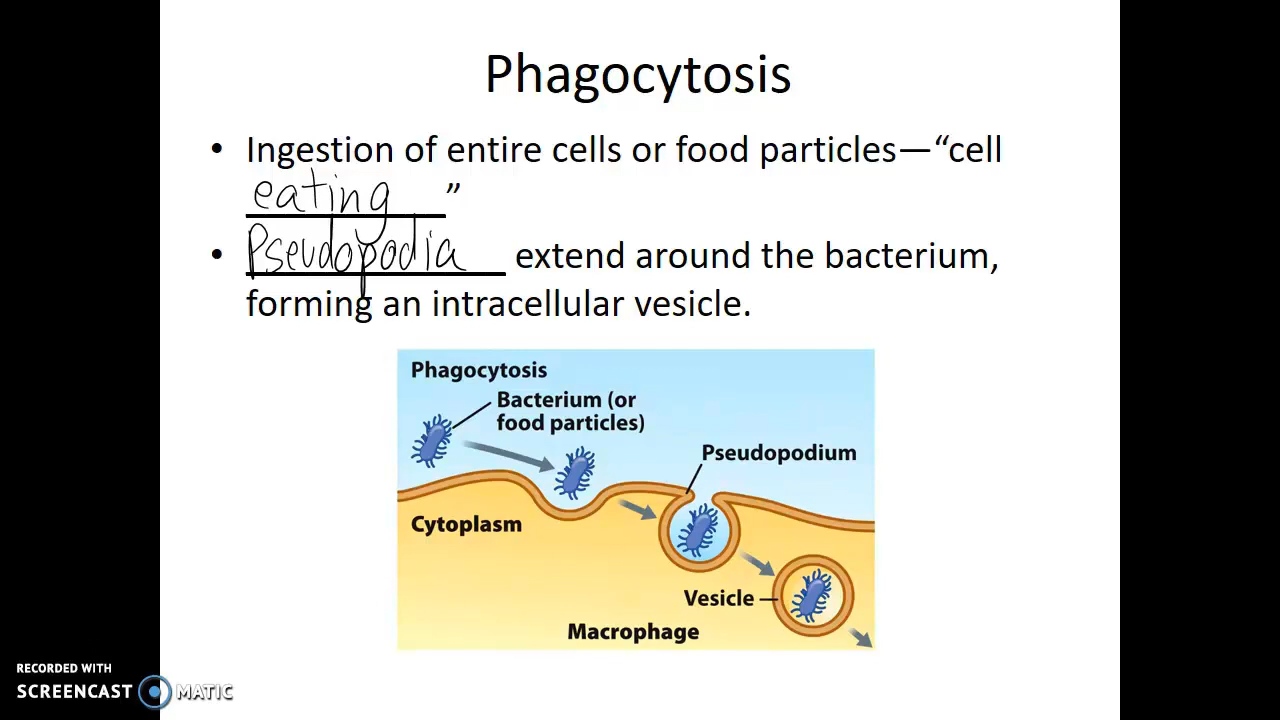 Phagocytosis
• Ingestion of entire cells or food particles—“cell
eating”
• Pseudopodia extend around the bacterium,
forming an intracellular vesicle.
Phagocytosis
Bacterium (or
food particles)
Pseudopodium
Cytoplasm
Vesicle
Macrophage
RECORDED WITH
SCREENCAST MATIC